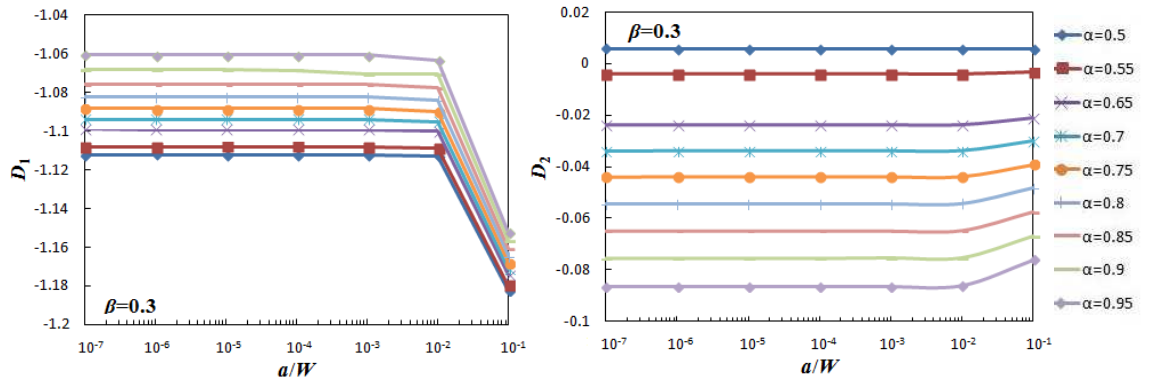 -1.04
-1.06
-1.08
-1.1
-1.12
-1.14
-1.16
-1.18
-1.2
D₁
β=0.3
10⁻⁷ 10⁻⁶ 10⁻⁵ 10⁻⁴ 10⁻³ 10⁻² 10⁻¹
a/W
0.02
0
-0.02
-0.04
-0.06
-0.08
-0.1
D₂
β=0.3
10⁻⁷ 10⁻⁶ 10⁻⁵ 10⁻⁴ 10⁻³ 10⁻² 10⁻¹
a/W
α=0.5
α=0.55
α=0.65
α=0.7
α=0.75
α=0.8
α=0.85
α=0.9
α=0.95